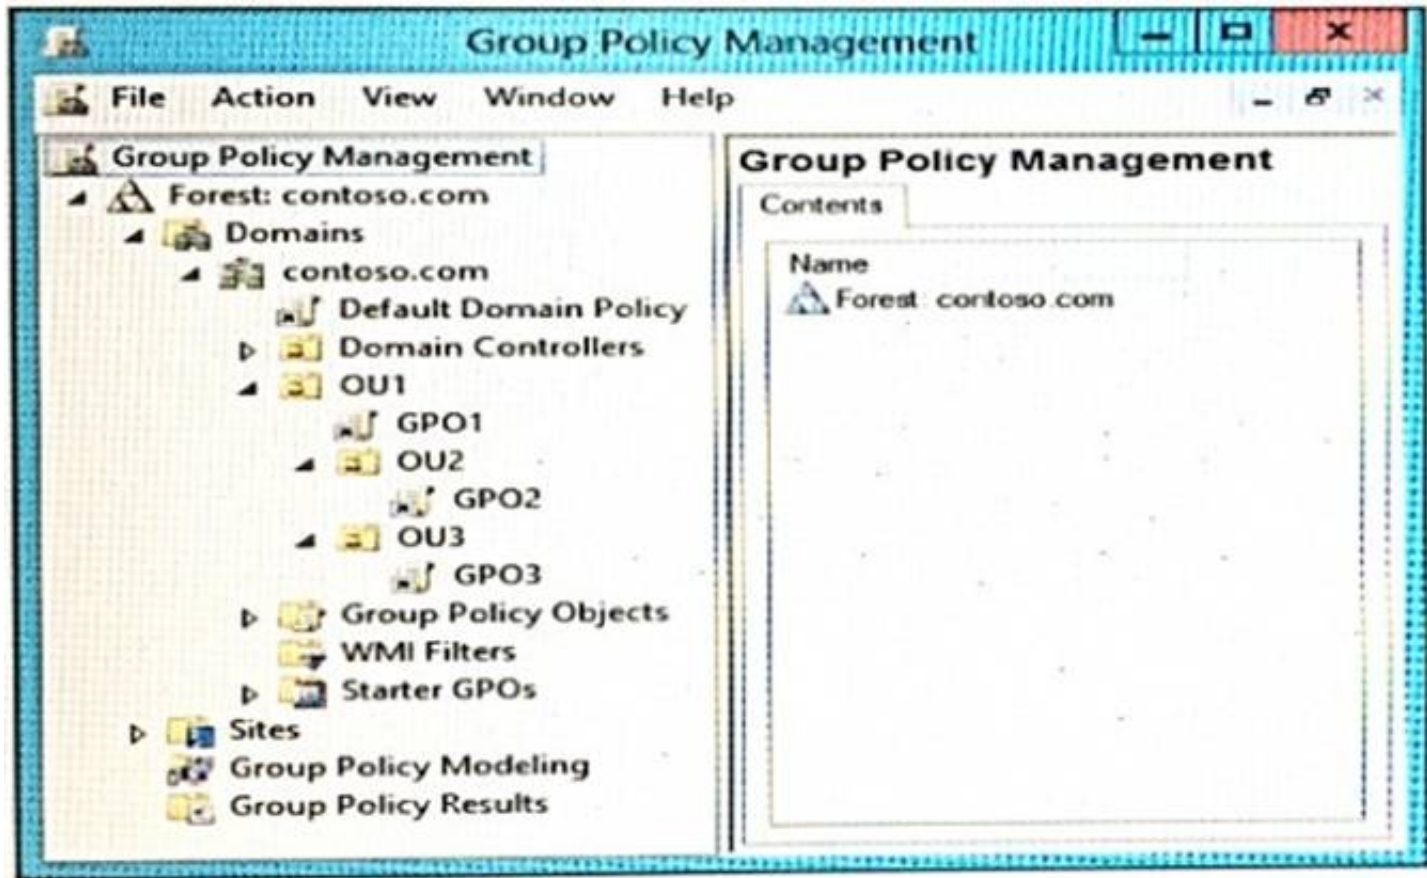 Group Policy Management
File Action View Window Help
Group Policy Management
Forest: contoso.com
Domains
contoso.com
Default Domain Policy
Domain Controllers
OU1
GPO1
OU2
GPO2
OU3
GPO3
Group Policy Objects
WMI Filters
Starter GPOs
Sites
Group Policy Modeling
Group Policy Results
Group Policy Management
Contents
Name
Forest: contoso.com